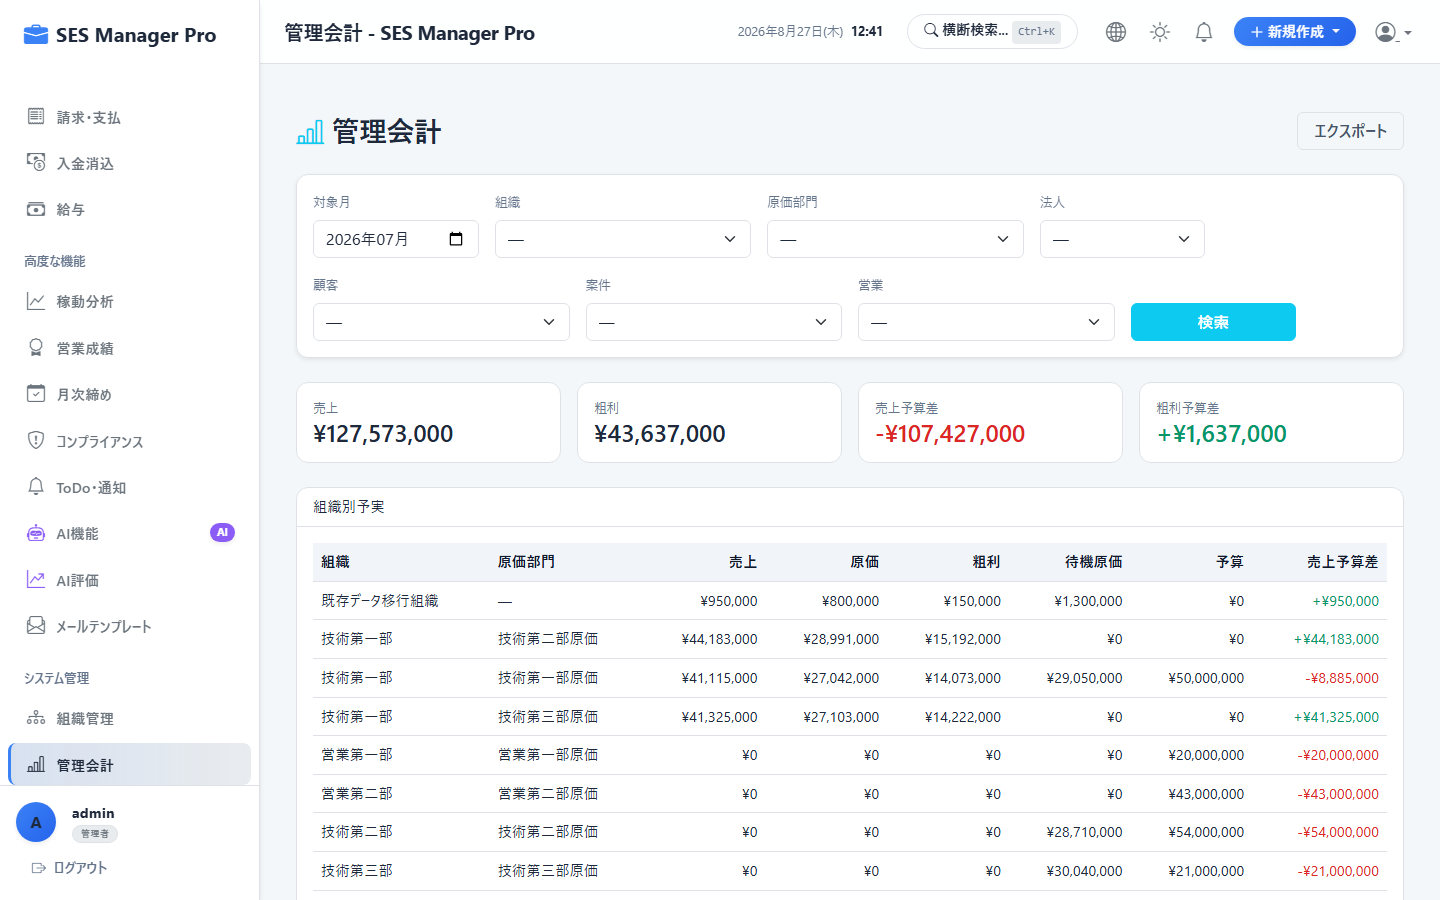 SES Manager Pro
管理会計 - SES Manager Pro
2026年8月27日(木) 12:41
横断検索... Ctrl+K
+ 新規作成
請求・支払
入金消込
給与
高度な機能
稼動分析
営業成績
月次締め
コンプライアンス
ToDo・通知
AI機能 AI
AI評価
メールテンプレート
システム管理
組織管理
管理会計
A admin
管理者
ログアウト
管理会計
エクスポート
対象月 組織 原価部門 法人
2026年07月 — — —
顧客 案件 営業
— — — 検索
売上 粗利 売上予算差 粗利予算差
¥127,573,000 ¥43,637,000 -¥107,427,000 +¥1,637,000
組織別予実
組織 原価部門 売上 原価 粗利 待機原価 予算 売上予算差
既存データ移行組織 — ¥950,000 ¥800,000 ¥150,000 ¥1,300,000 ¥0 +¥950,000
技術第一部 技術第二部原価 ¥44,183,000 ¥28,991,000 ¥15,192,000 ¥0 ¥0 +¥44,183,000
技術第一部 技術第一部原価 ¥41,115,000 ¥27,042,000 ¥14,073,000 ¥29,050,000 ¥50,000,000 -¥8,885,000
技術第一部 技術第三部原価 ¥41,325,000 ¥27,103,000 ¥14,222,000 ¥0 ¥0 +¥41,325,000
営業第一部 営業第一部原価 ¥0 ¥0 ¥0 ¥0 ¥20,000,000 -¥20,000,000
営業第二部 営業第二部原価 ¥0 ¥0 ¥0 ¥0 ¥43,000,000 -¥43,000,000
技術第二部 技術第二部原価 ¥0 ¥0 ¥0 ¥28,710,000 ¥54,000,000 -¥54,000,000
技術第三部 技術第三部原価 ¥0 ¥0 ¥0 ¥30,040,000 ¥21,000,000 -¥21,000,000